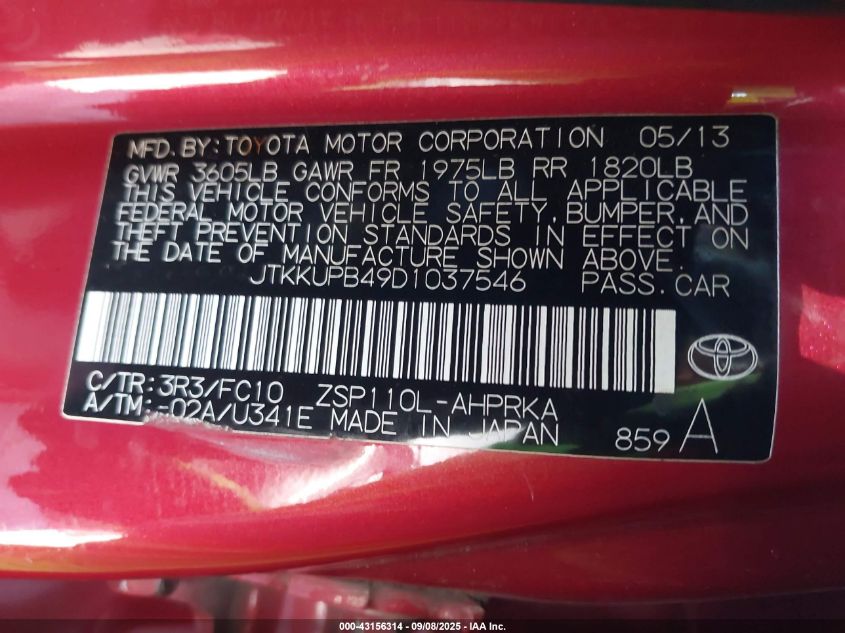 MFD. BY: TOYOTA MOTOR CORPORATION 05/13
GVWR 3605LB GAWR FR 1975LB RR 1820LB
THIS VEHICLE CONFORMS TO ALL APPLICABLE
FEDERAL MOTOR VEHICLE SAFETY, BUMPER, AND
THEFT PREVENTION STANDARDS IN EFFECT ON
THE DATE OF MANUFACTURE SHOWN ABOVE.
JTKKUPB49D1037546 PASS. CAR
C/TR: 3R3/FC10 ZSP110L-AHPRKA
A/TM: -02A/U341E MADE IN JAPAN 859 A
000-43156314 - 09/08/2025 - IAA Inc.